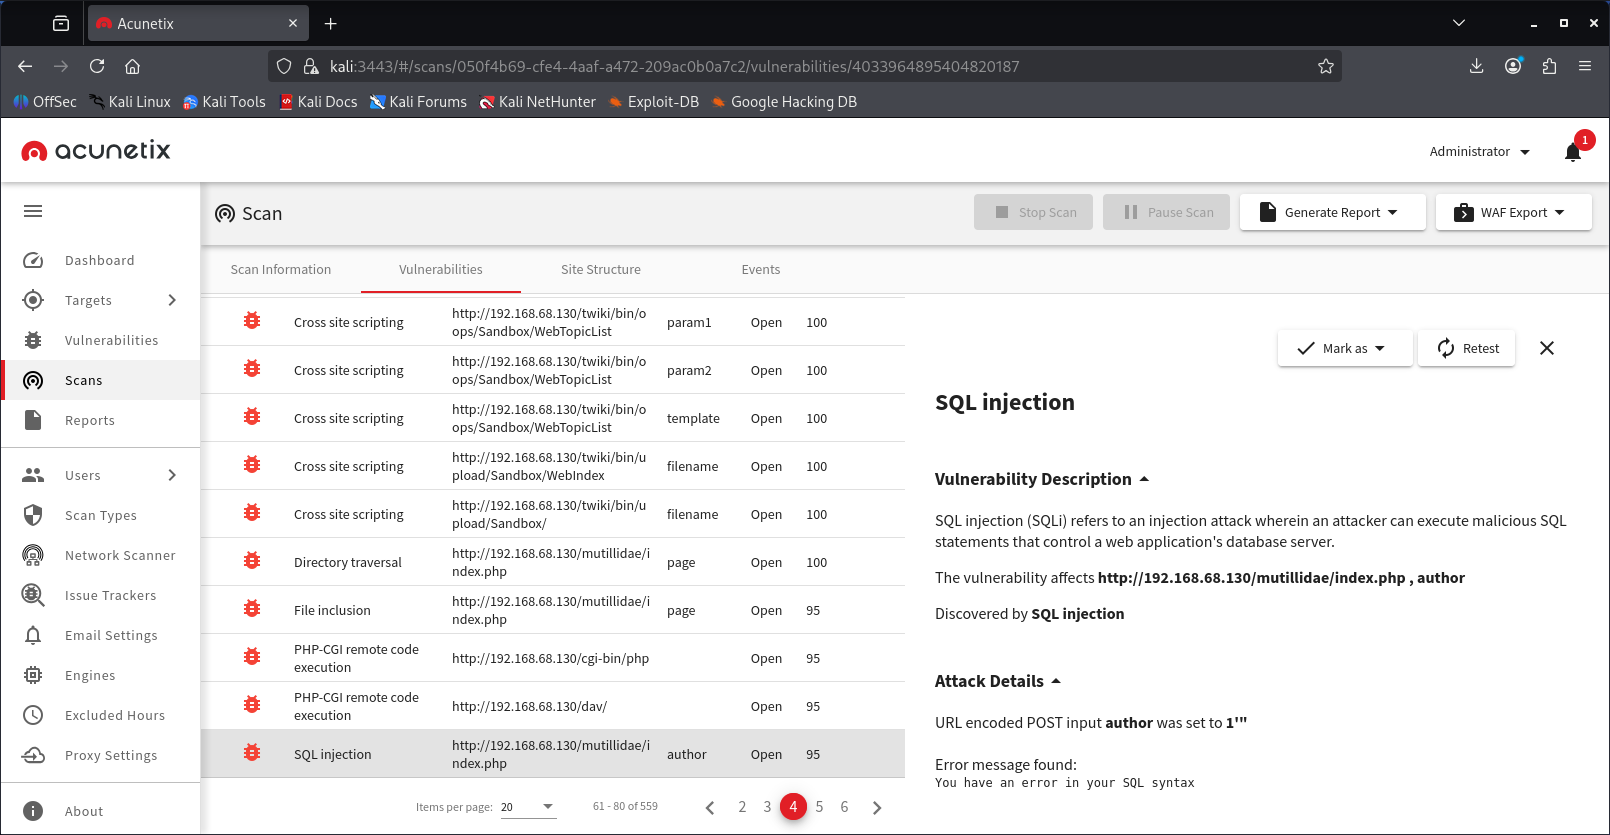 Acunetix
kali:3443/#/scans/050f4b69-cfe4-4aaf-a472-209ac0b0a7c2/vulnerabilities/4033964895404820187
OffSec Kali Linux Kali Tools Kali Docs Kali Forums Kali NetHunter Exploit-DB Google Hacking DB
acunetix
Administrator
1
Scan
Stop Scan
Pause Scan
Generate Report
WAF Export
Dashboard
Targets
Vulnerabilities
Scans
Reports
Users
Scan Types
Network Scanner
Issue Trackers
Email Settings
Engines
Excluded Hours
Proxy Settings
About
Scan Information Vulnerabilities Site Structure Events
Cross site scripting http://192.168.68.130/twiki/bin/o param1 Open 100
ops/Sandbox/WebTopicList
Cross site scripting http://192.168.68.130/twiki/bin/o param2 Open 100
ops/Sandbox/WebTopicList
Cross site scripting http://192.168.68.130/twiki/bin/o template Open 100
ops/Sandbox/WebTopicList
Cross site scripting http://192.168.68.130/twiki/bin/u filename Open 100
pload/Sandbox/WebIndex
Cross site scripting http://192.168.68.130/twiki/bin/u filename Open 100
pload/Sandbox/
Directory traversal http://192.168.68.130/mutillidae/i page Open 100
ndex.php
File inclusion http://192.168.68.130/mutillidae/i page Open 95
ndex.php
PHP-CGI remote code http://192.168.68.130/cgi-bin/php Open 95
execution
PHP-CGI remote code http://192.168.68.130/dav/ Open 95
execution
SQL injection http://192.168.68.130/mutillidae/i author Open 95
ndex.php
Items per page: 20 61 - 80 of 559 2 3 4 5 6
Mark as
Retest
SQL injection
Vulnerability Description
SQL injection (SQLi) refers to an injection attack wherein an attacker can execute malicious SQL
statements that control a web application's database server.
The vulnerability affects http://192.168.68.130/mutillidae/index.php , author
Discovered by SQL injection
Attack Details
URL encoded POST input author was set to 1'"
Error message found:
You have an error in your SQL syntax